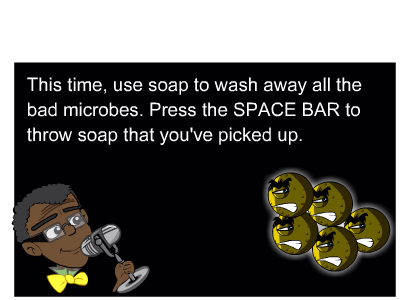 This time, use soap to wash away all the
bad microbes. Press the SPACE BAR to
throw soap that you've picked up.